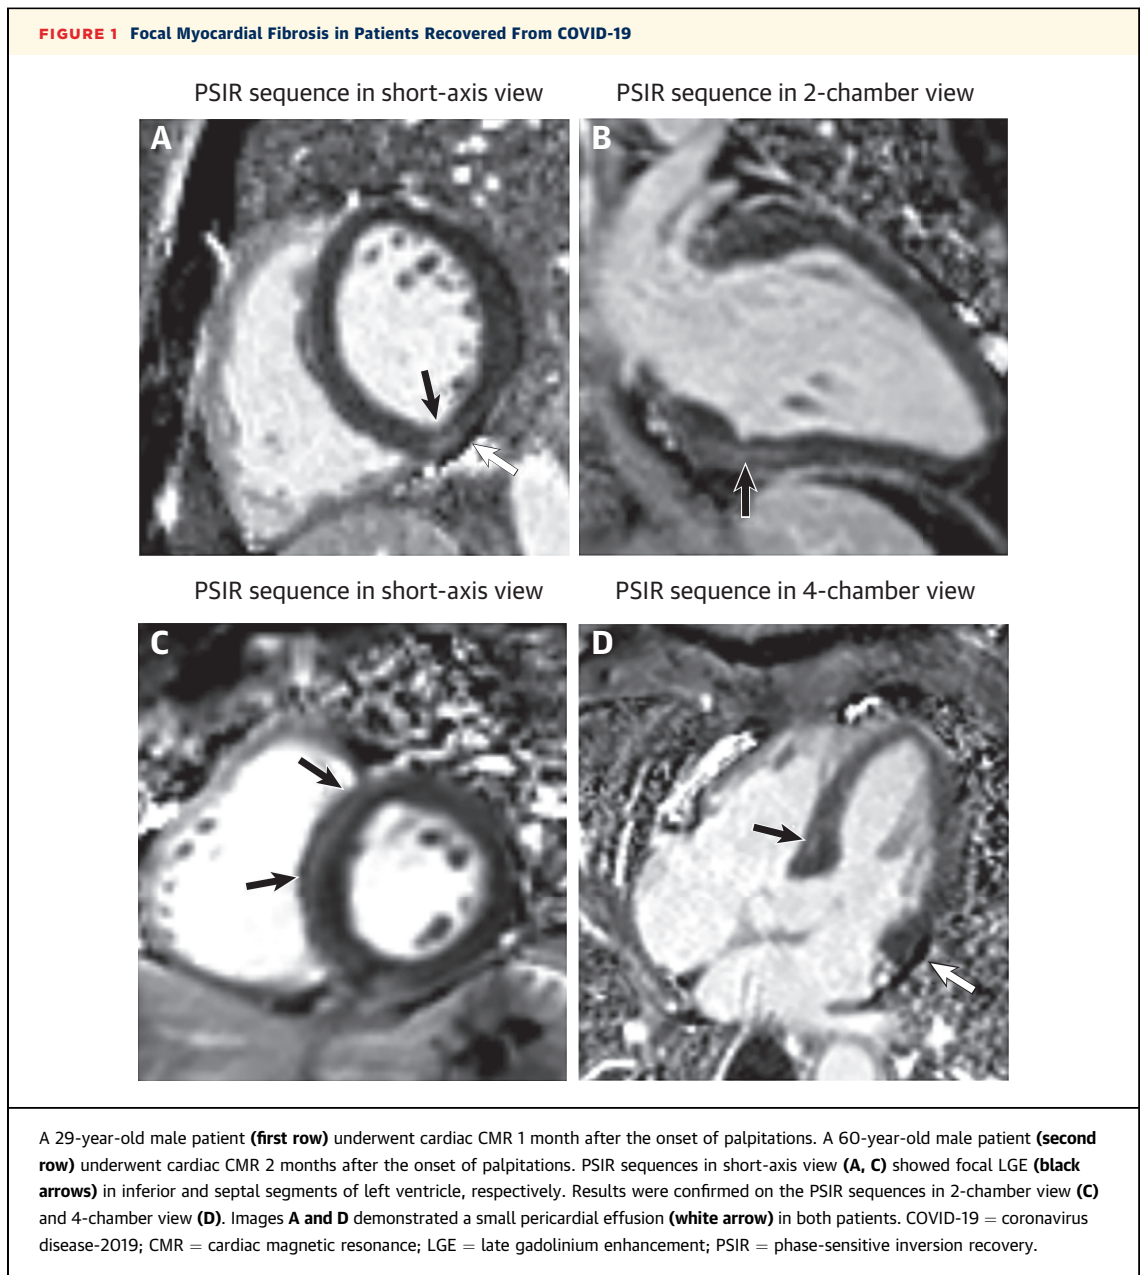 FIGURE 1 Focal Myocardial Fibrosis in Patients Recovered From COVID-19
PSIR sequence in short-axis view
PSIR sequence in 2-chamber view
A
B
PSIR sequence in short-axis view
PSIR sequence in 4-chamber view
C
D
A 29-year-old male patient (first row) underwent cardiac CMR 1 month after the onset of palpitations. A 60-year-old male patient (second
row) underwent cardiac CMR 2 months after the onset of palpitations. PSIR sequences in short-axis view (A, C) showed focal LGE (black
arrows) in inferior and septal segments of left ventricle, respectively. Results were confirmed on the PSIR sequences in 2-chamber view (C)
and 4-chamber view (D). Images A and D demonstrated a small pericardial effusion (white arrow) in both patients. COVID-19 = coronavirus
disease-2019; CMR = cardiac magnetic resonance; LGE = late gadolinium enhancement; PSIR = phase-sensitive inversion recovery.